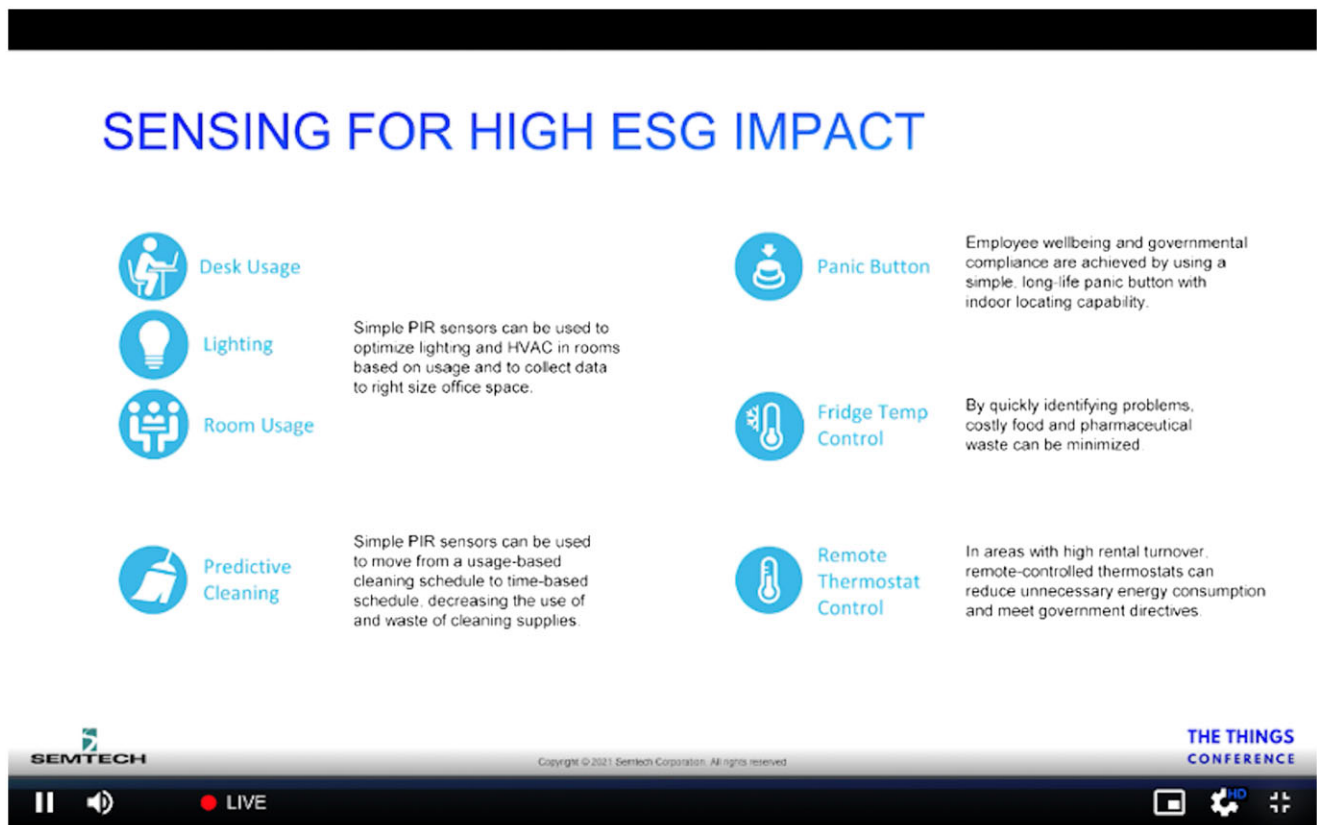 SENSING FOR HIGH ESG IMPACT
Desk Usage
Lighting
Room Usage
Simple PIR sensors can be used to
optimize lighting and HVAC in rooms
based on usage and to collect data
to right size office space.
Predictive
Cleaning
Simple PIR sensors can be used
to move from a usage-based
cleaning schedule to time-based
schedule, decreasing the use of
and waste of cleaning supplies.
Panic Button
Employee wellbeing and governmental
compliance are achieved by using a
simple, long-life panic button with
indoor locating capability.
Fridge Temp
Control
By quickly identifying problems,
costly food and pharmaceutical
waste can be minimized.
Remote
Thermostat
Control
In areas with high rental turnover,
remote-controlled thermostats can
reduce unnecessary energy consumption
and meet government directives.
SEMTECH
Copyright © 2021 Semtech Corporation. All rights reserved
THE THINGS
CONFERENCE
LIVE
HD